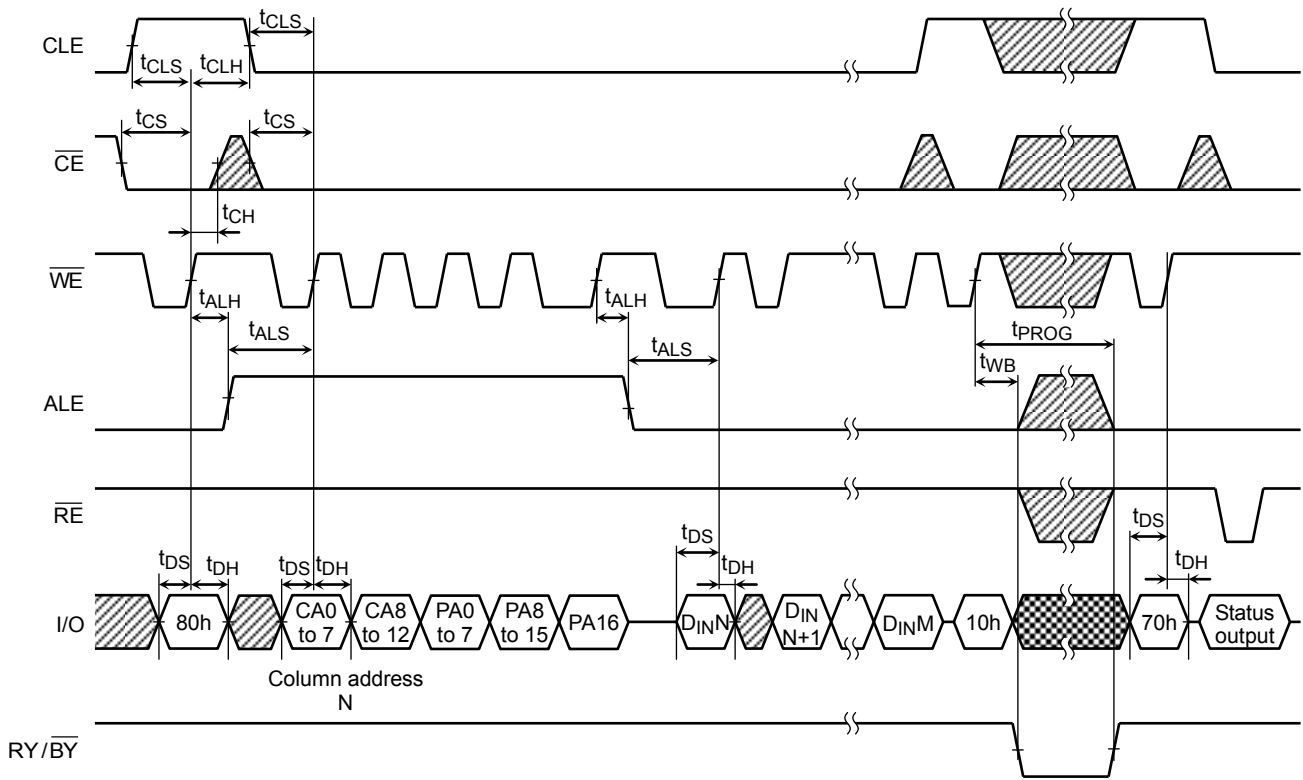 CLE
tCLS
tCLS tCLH
CE
tCS tCS
tCH
WE
tALH tALH
tALS tALS
tPROG
tWB
ALE
RE
tDS tDH tDS tDH tDS tDH tDS tDH
I/O
80h
CA0 to 7
CA8 to 12
PA0 to 7
PA8 to 15
PA16
DINN
DIN N+1
DINM
10h
70h
Status output
Column address
N
RY/BY